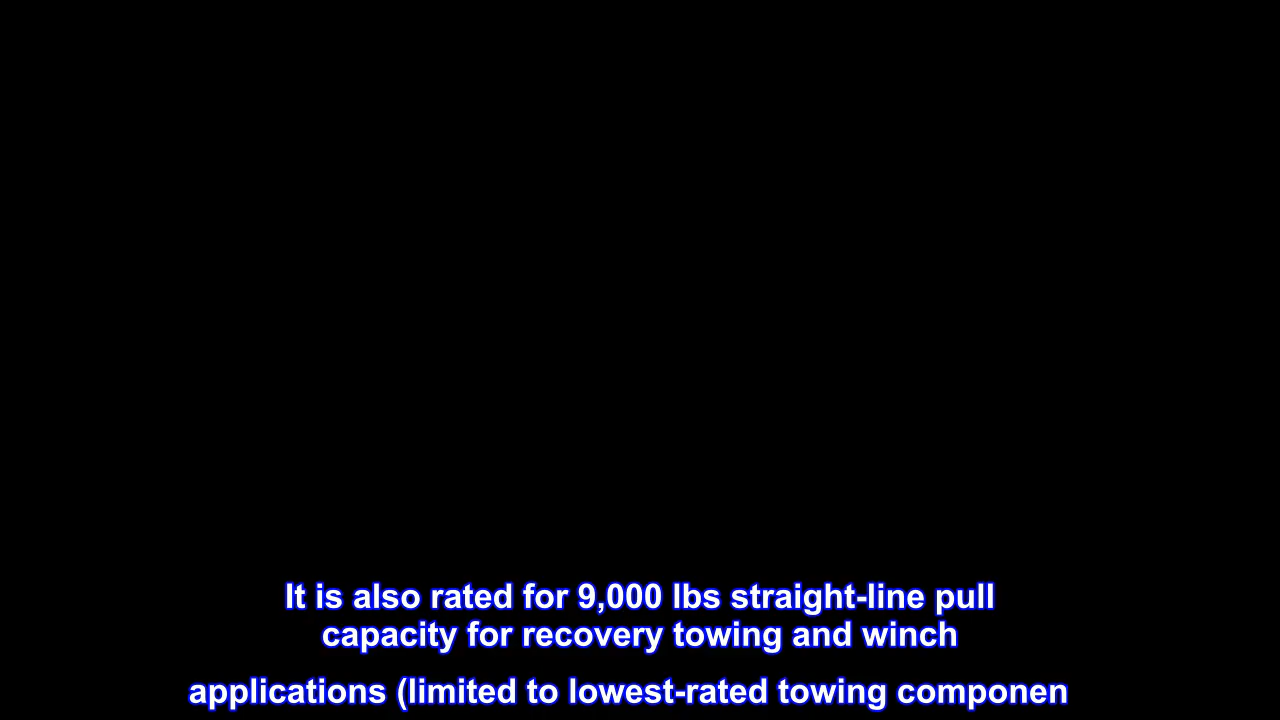 It is also rated for 9,000 lbs straight-line pull
capacity for recovery towing and winch
applications (limited to lowest-rated towing componen